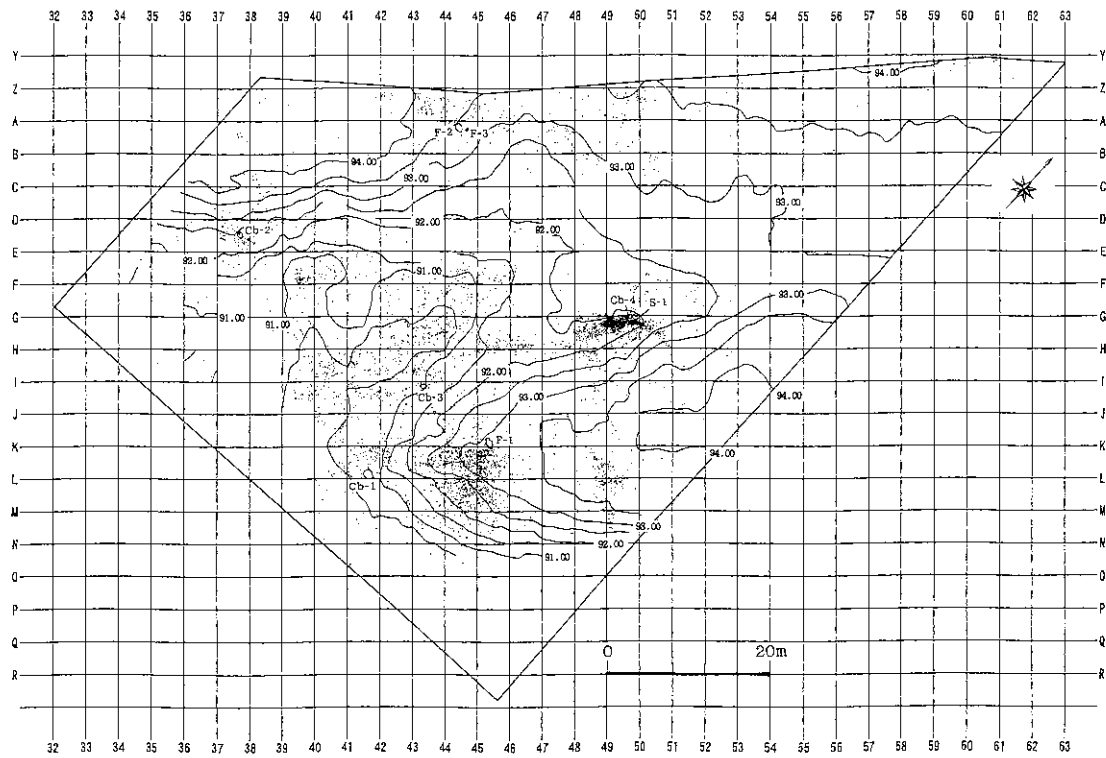 32 33 34 35 36 37 38 39 40 41 42 43 44 45 46 47 48 49 50 51 52 53 54 55 56 57 58 59 60 61 62 63
Y Y
94.00
Z Z
A A
F-2 F-3
B B
94.00 93.00 93.00
C C
93.00
D D
92.00 92.00
Cb-2
E E
92.00 91.00
F F
Cb-4 S-1 93.00
G G
91.00 91.00
H H
92.00
I I
Cb-3 93.00 94.00
J J
F-1
K K
94.00
L L
Cb-1
M M
93.00
N N
92.00
91.00
O O
P P
Q Q
0 20m
R R
32 33 34 35 36 37 38 39 40 41 42 43 44 45 46 47 48 49 50 51 52 53 54 55 56 57 58 59 60 61 62 63